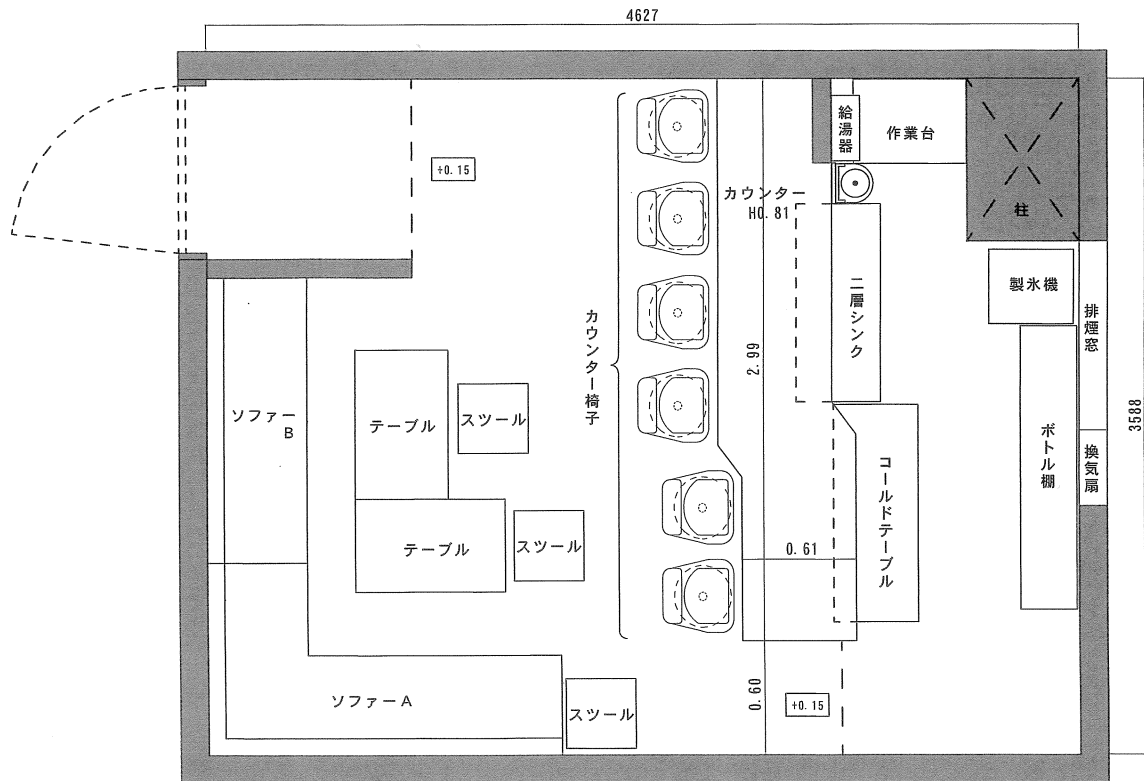 4627
+0.15
給湯器
作業台
カウンター
H0.81
柱
製氷機
二層シンク
排煙窓
カウンター椅子
2.99
3588
ソファー
B
テーブル
スツール
ボトル棚
換気扇
コールドテーブル
テーブル
スツール
0.61
ソファーA
スツール
0.60
+0.15